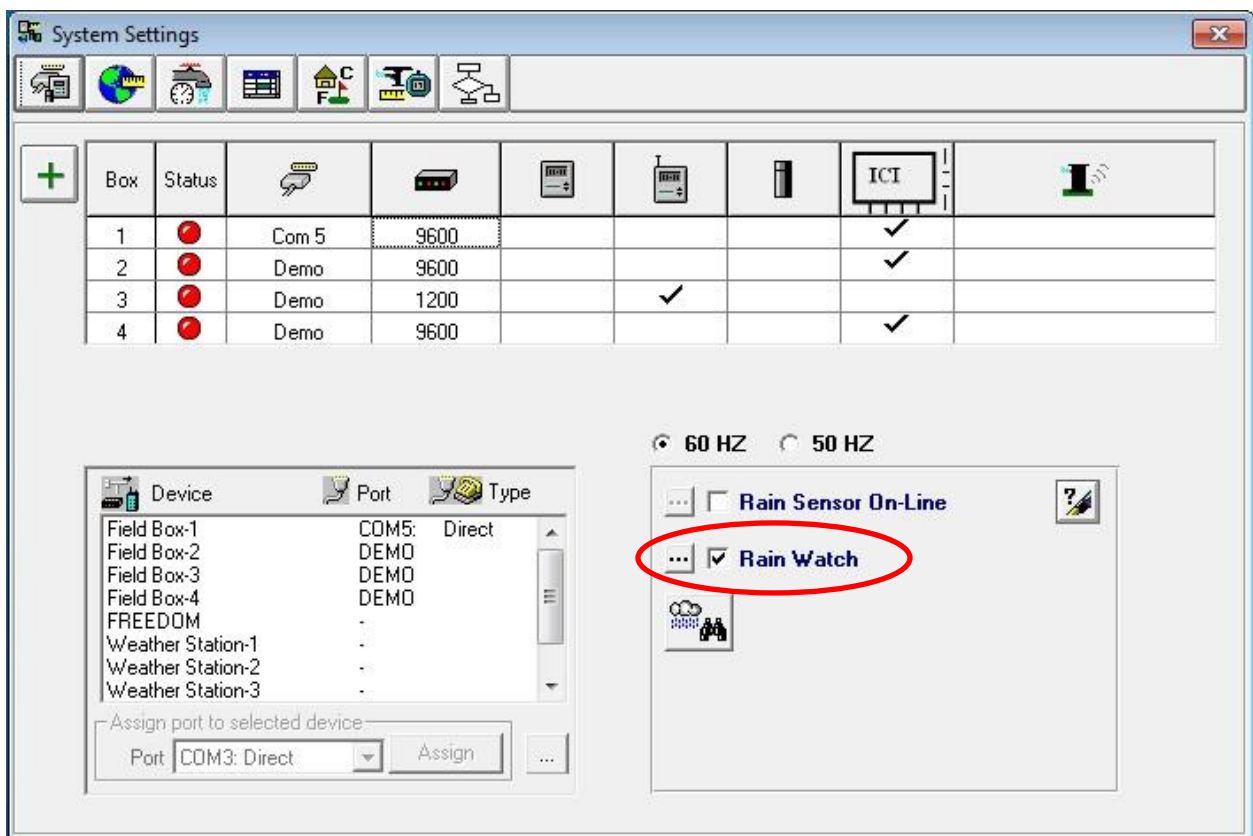 System Settings
C
F
Box Status ICI
1 Com 5 9600 ✓
2 Demo 9600 ✓
3 Demo 1200 ✓
4 Demo 9600 ✓
60 HZ 50 HZ
Device Port Type
Field Box-1 COM5: Direct
Field Box-2 DEMO
Field Box-3 DEMO
Field Box-4 DEMO
FREEDOM -
Weather Station-1 -
Weather Station-2 -
Weather Station-3 -
Assign port to selected device
Port COM3: Direct Assign ...
... Rain Sensor On-Line ?
... Rain Watch